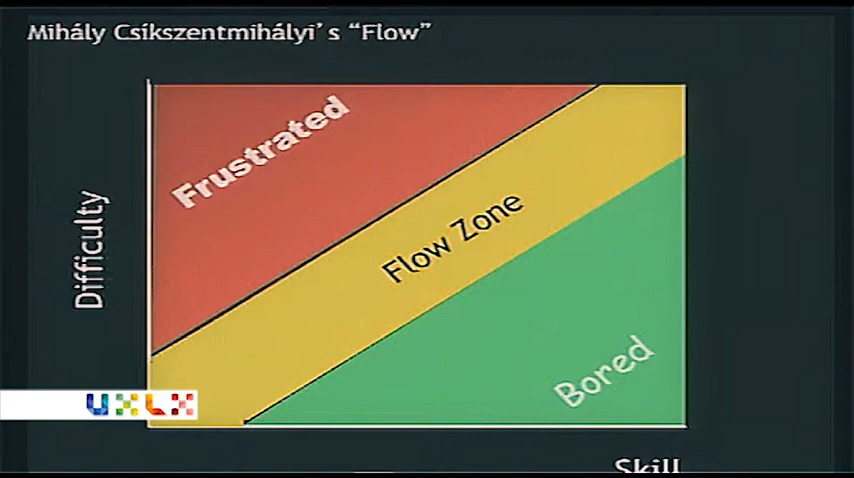 Mihály Csíkszentmihályi's “Flow”
Frustrated
Difficulty
Flow Zone
Bored
UXLX
Skill